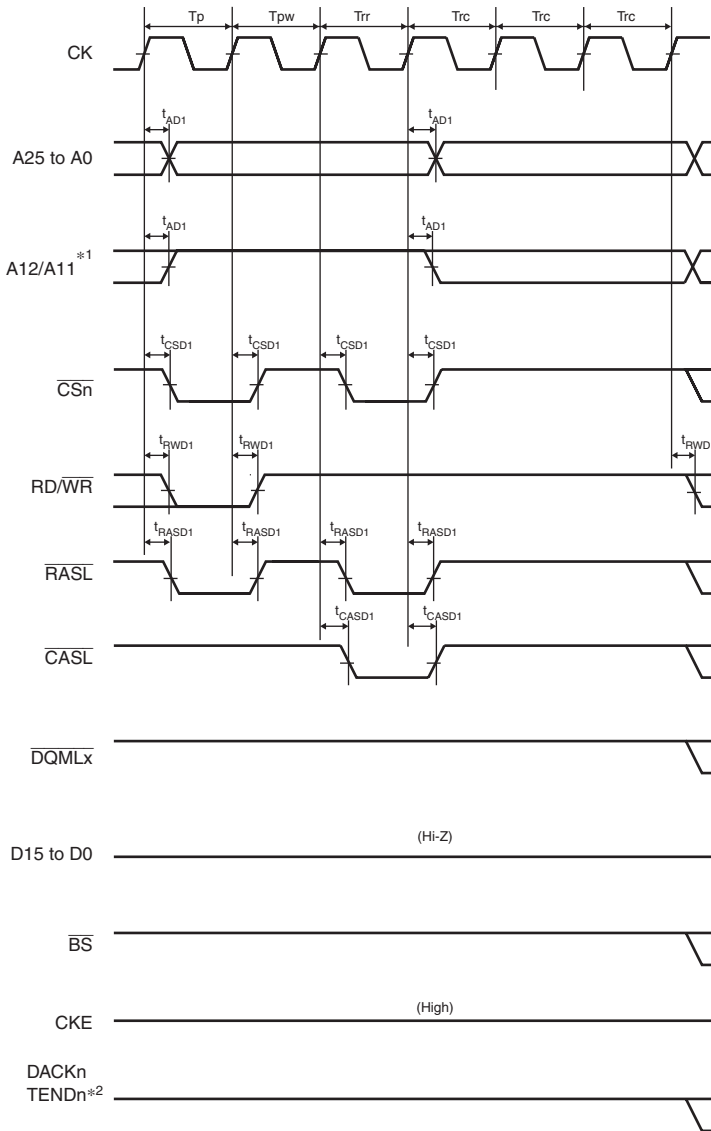 Tp Tpw Trr Trc Trc Trc
CK
tAD1 tAD1
A25 to A0
tAD1 tAD1
A12/A11*1
tCSD1 tCSD1 tCSD1 tCSD1
CSn
tRWD1 tRWD1 tRWD
RD/WR
tRASD1 tRASD1 tRASD1 tRASD1
RASL
tCASD1 tCASD1
CASL
DQMLx
(Hi-Z)
D15 to D0
BS
(High)
CKE
DACKn
TENDn*2